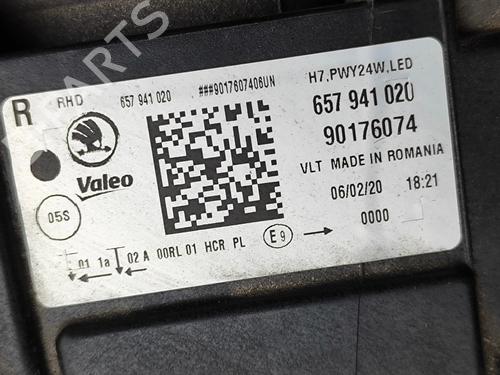 R RHD 657 941 020 ###9017607406UN H7,PWY24W,LED
657 941 020
90176074
Valeo
VLT MADE IN ROMANIA
05S
06/02/20 18:21
0000
01 1a 02 A 00RL 01 HCR PL E9
PARTS